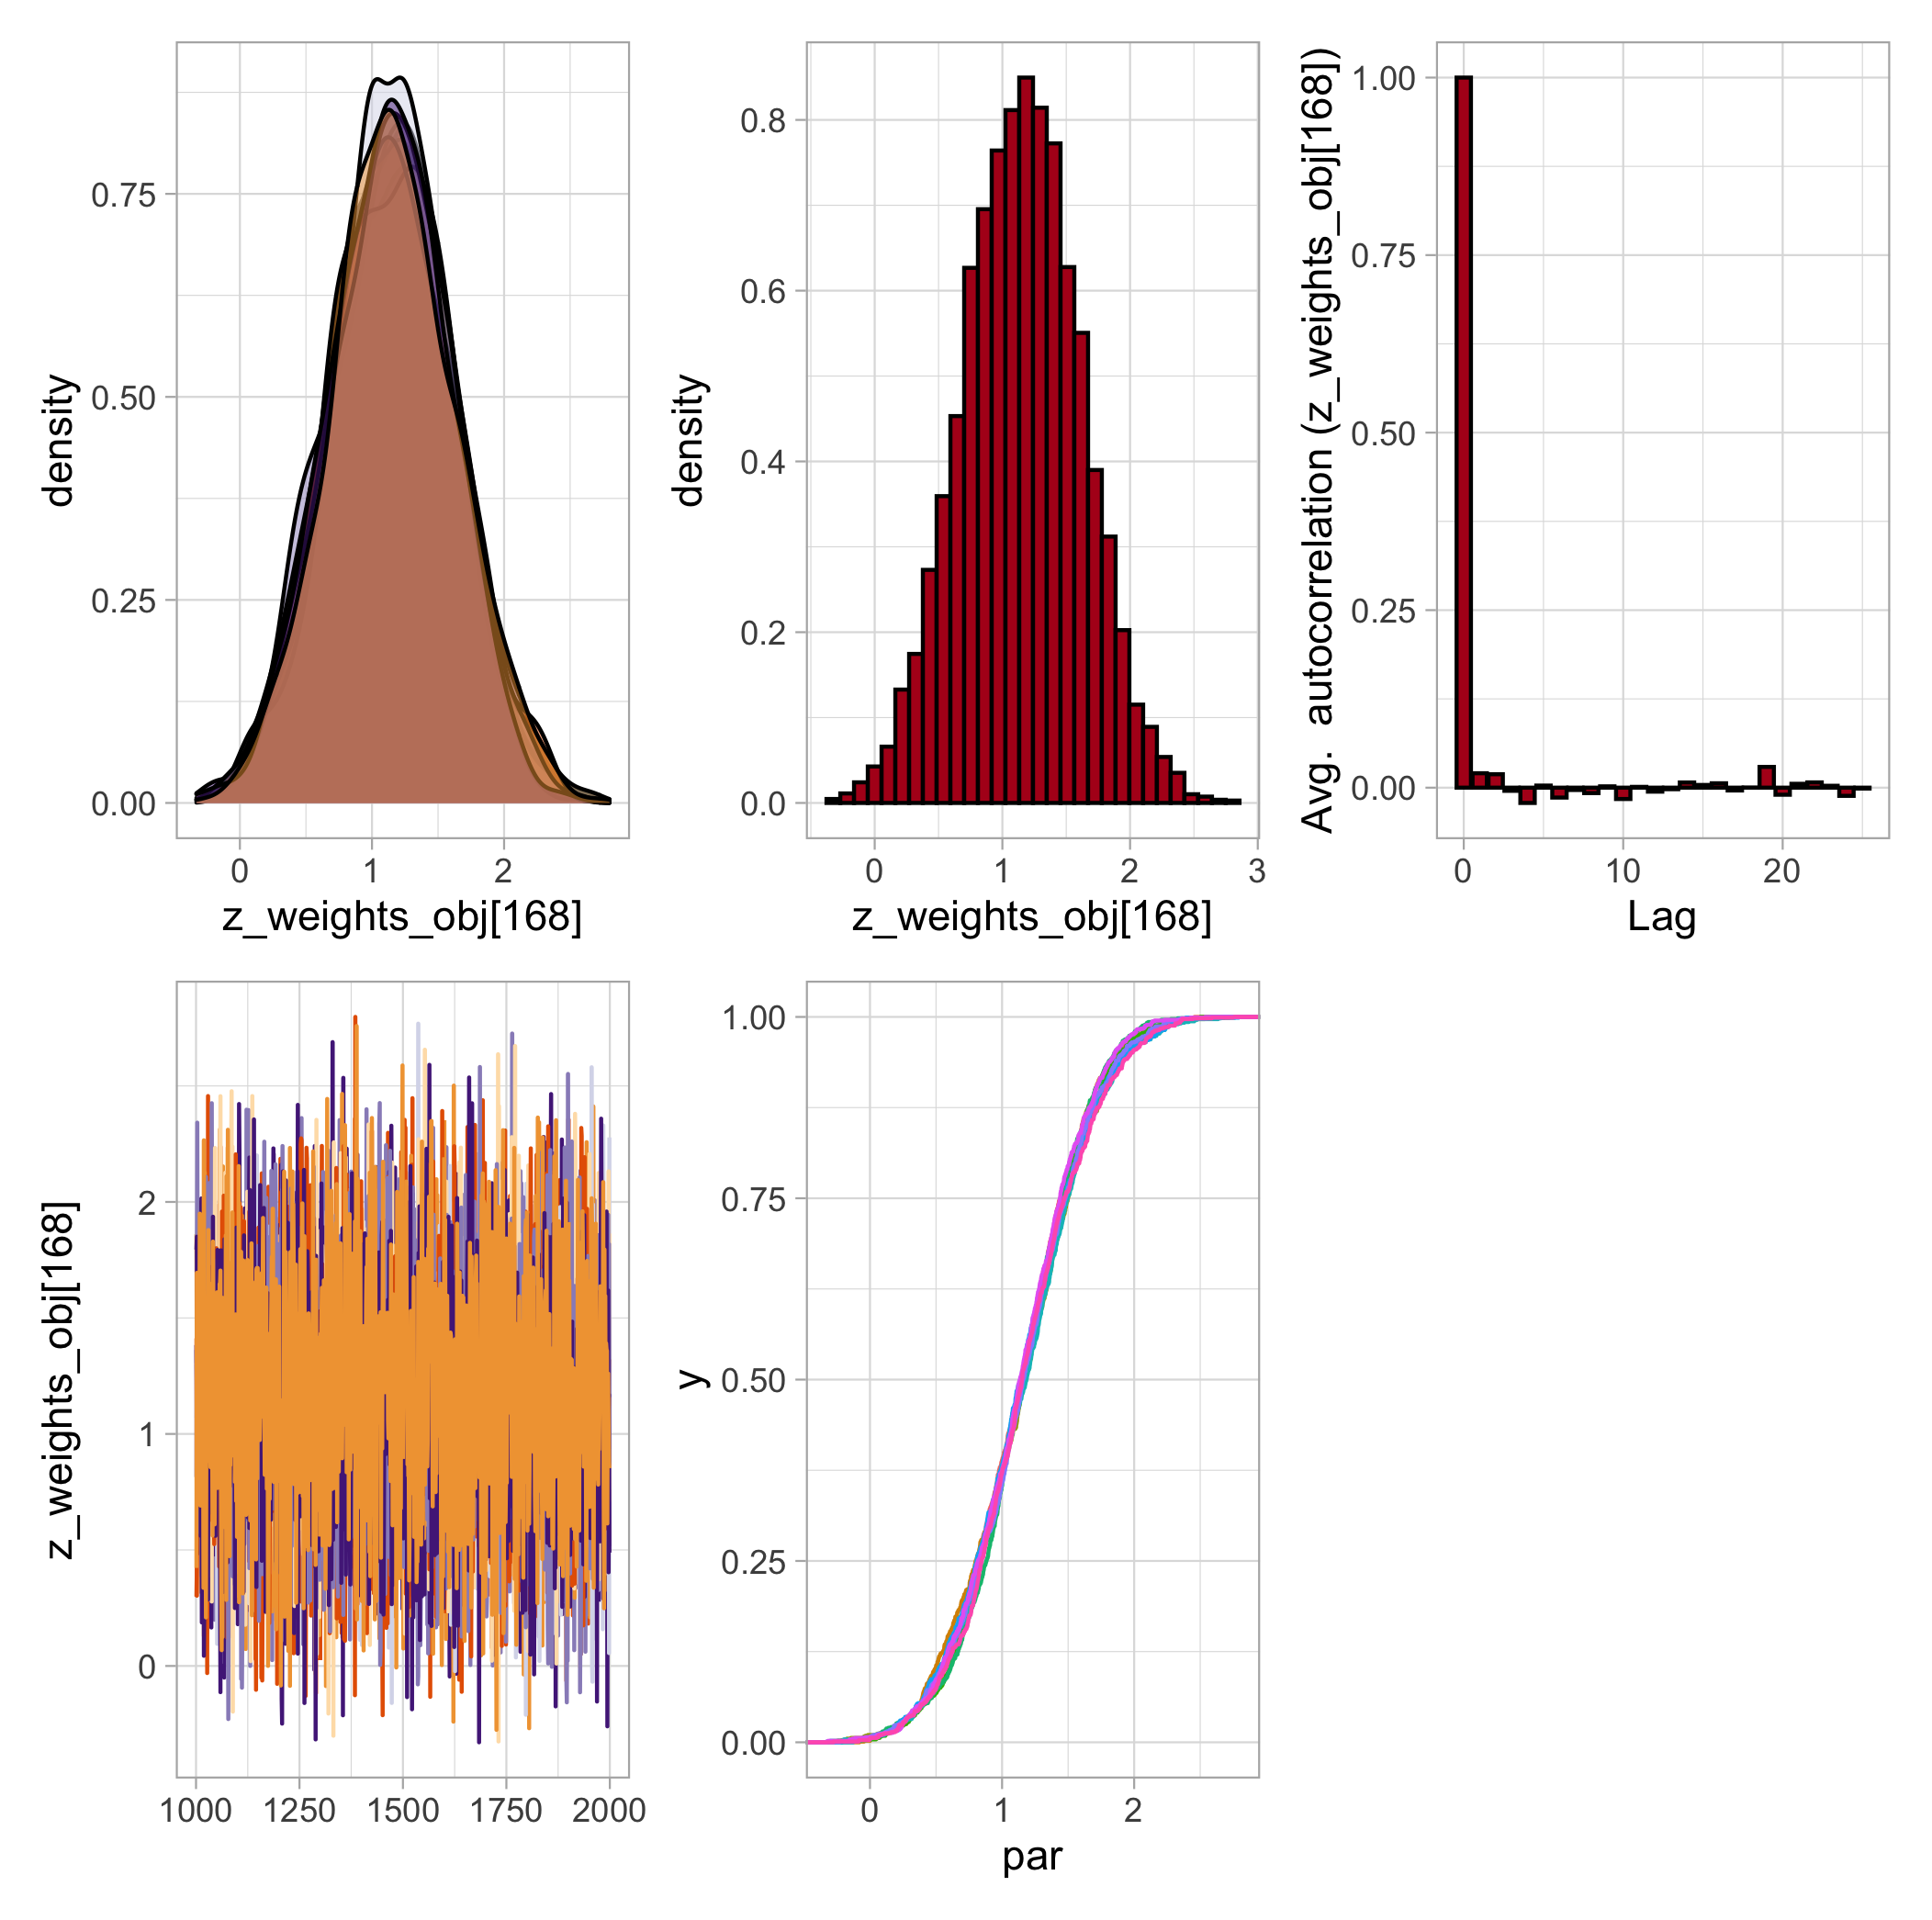 density
0.75
0.50
0.25
0.00
0 1 2
z_weights_obj[168]
density
0.8
0.6
0.4
0.2
0.0
0 1 2 3
z_weights_obj[168]
Avg. autocorrelation (z_weights_obj[168])
1.00
0.75
0.50
0.25
0.00
0 10 20
Lag
z_weights_obj[168]
2
1
0
1000 1250 1500 1750 2000
y
1.00
0.75
0.50
0.25
0.00
0 1 2
par